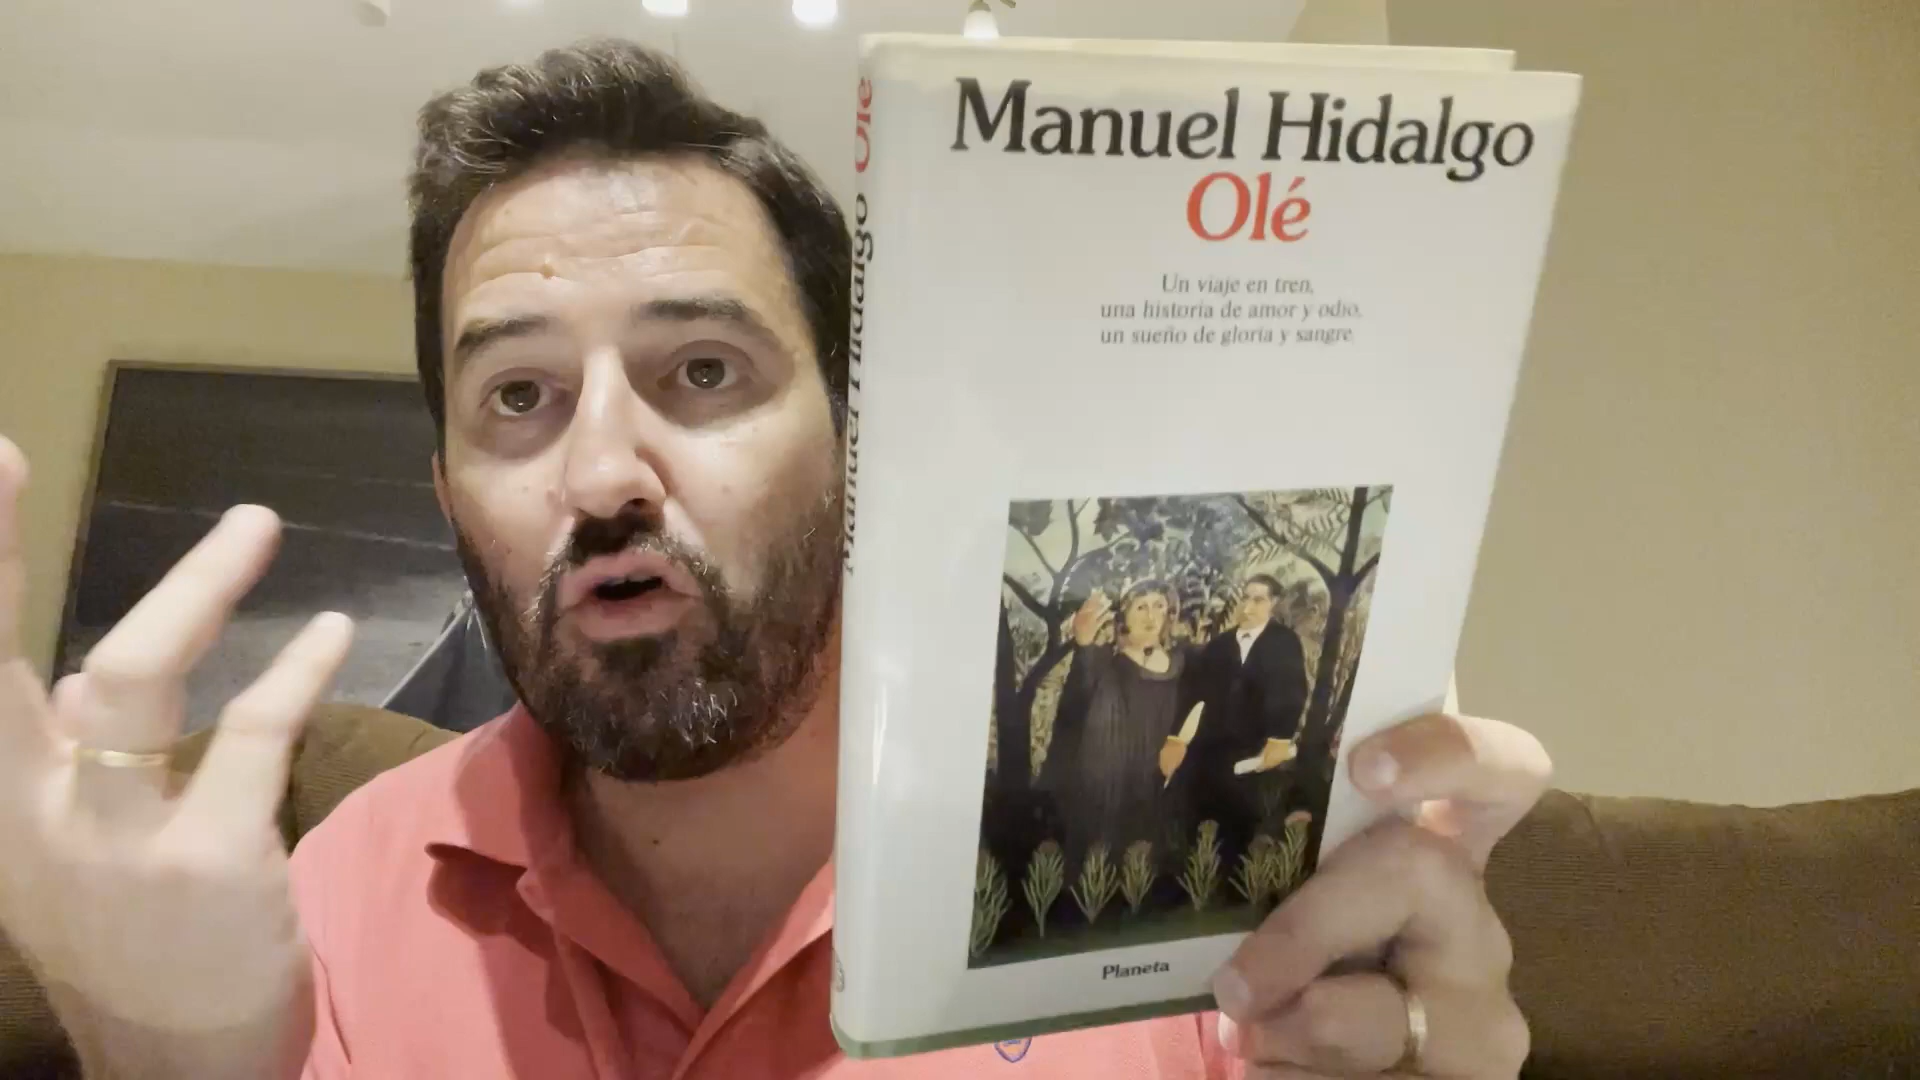 Manuel Hidalgo
Olé
Un viaje en tren,
una historia de amor y odio,
un sueño de gloria y sangre
Planeta
Manuel Hidalgo Olé